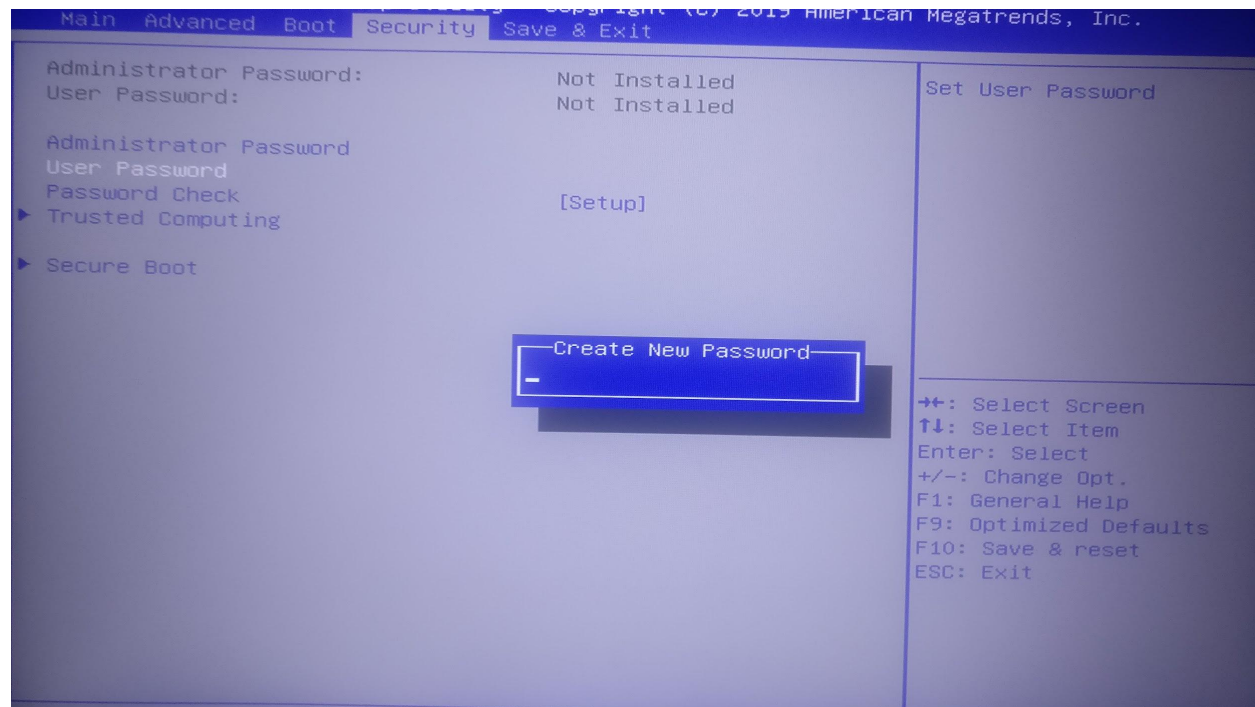 Copyright (C) 2019 American Megatrends, Inc.
Main Advanced Boot Security Save & Exit
Administrator Password: Not Installed
User Password: Not Installed
Administrator Password
User Password
Password Check [Setup]
▶ Trusted Computing
▶ Secure Boot
Create New Password
Set User Password
→←: Select Screen
↑↓: Select Item
Enter: Select
+/-: Change Opt.
F1: General Help
F9: Optimized Defaults
F10: Save & reset
ESC: Exit